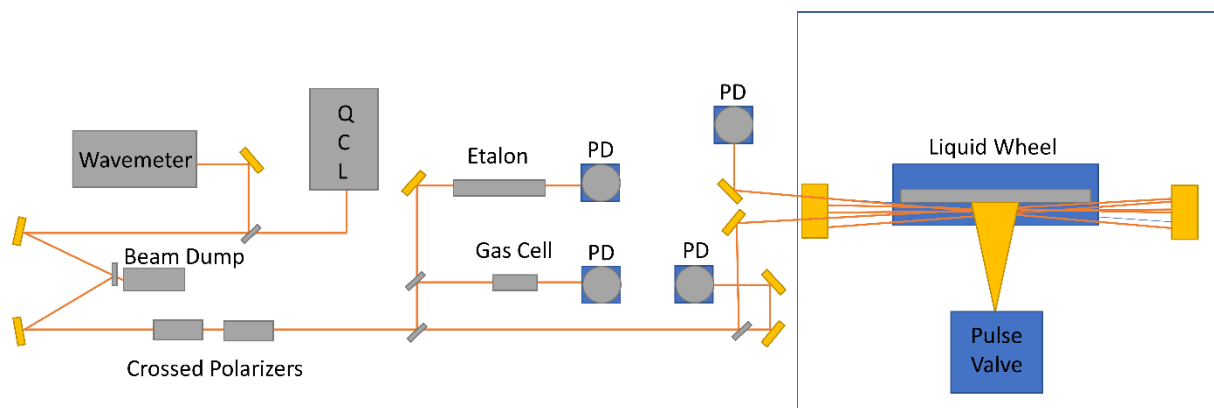 PD
Q
C
L
Wavemeter
Etalon
PD
Liquid Wheel
Beam Dump
Gas Cell
PD
PD
Crossed Polarizers
Pulse
Valve